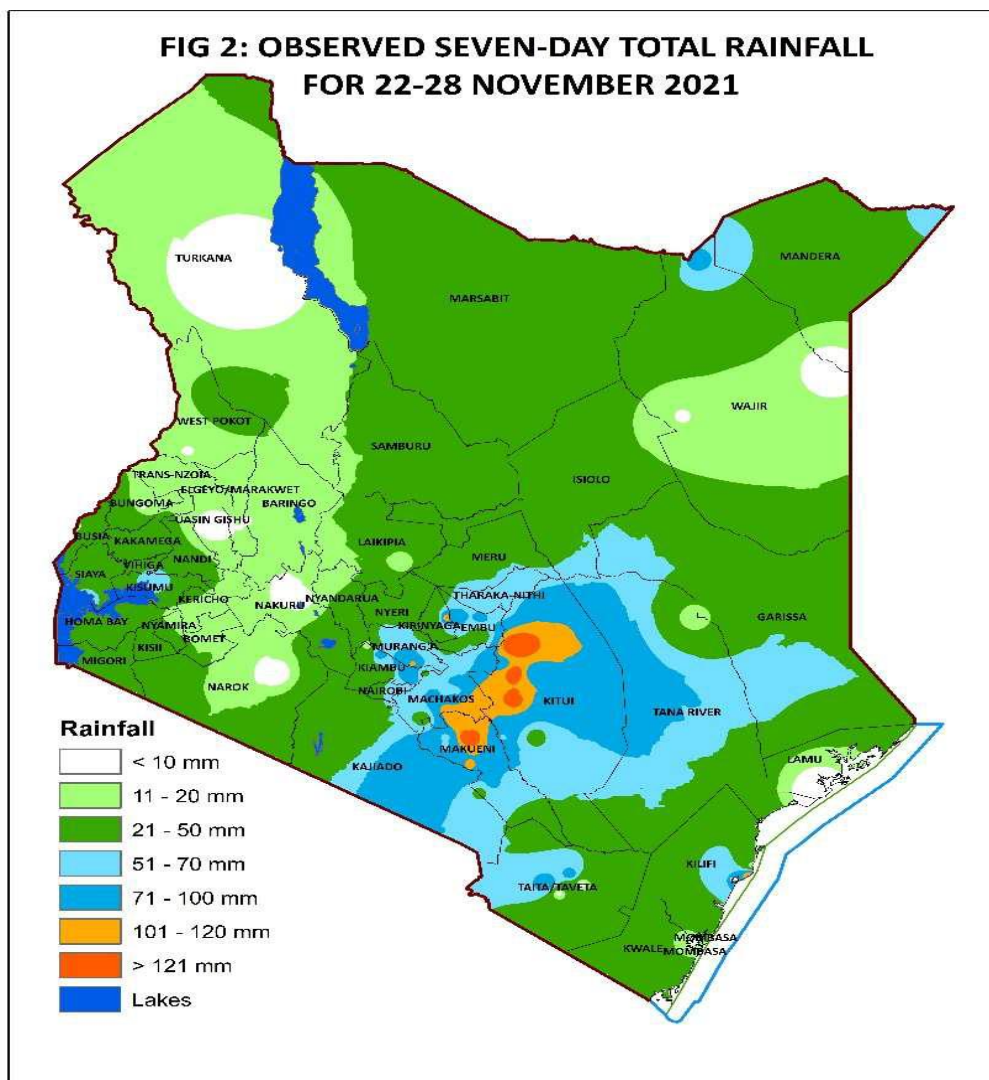 FIG 2: OBSERVED SEVEN-DAY TOTAL RAINFALL
FOR 22-28 NOVEMBER 2021
TURKANA
MANDERA
MARSABIT
WAJIR
WEST POKOT
SAMBURU
TRANS-NZOIA
ISIOLO
ELGEYO/MARAKWET
BUNGOMA
BARINGO
UASIN GISHU
BUSIA
KAKAMEGA
LAIKIPIA
VIHIGA
NANDI
MERU
SIAYA
KISUMU
THARAKA-NITHI
KERICHO
NAKURU
NYANDARUA
NYERI
GARISSA
HOMA BAY
NYAMIRA
KIRINYAGA
EMBU
BOMET
KISII
MURANG,A
MIGORI
KIAMBU
NAROK
NAIROBI
MACHAKOS
KITUI
TANA RIVER
MAKUENI
KAJIADO
LAMU
KILIFI
TAITA/TAVETA
MOMBASA
KWALE
MOMBASA
Rainfall
< 10 mm
11 - 20 mm
21 - 50 mm
51 - 70 mm
71 - 100 mm
101 - 120 mm
> 121 mm
Lakes